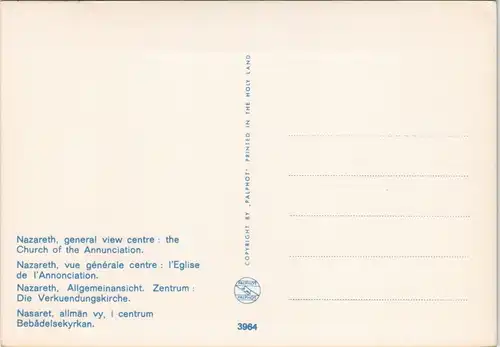 Nazareth, general view centre : the
Church of the Annunciation.
Nazareth, vue générale centre : l'Eglise
de l'Annonciation.
Nazareth, Allgemeinansicht. Zentrum :
Die Verkuendungskirche.
Nasaret, allmän vy, i centrum
Bebådelsekyrkan.
COPYRIGHT BY „PALPHOT" PRINTED IN THE HOLY LAND
3964